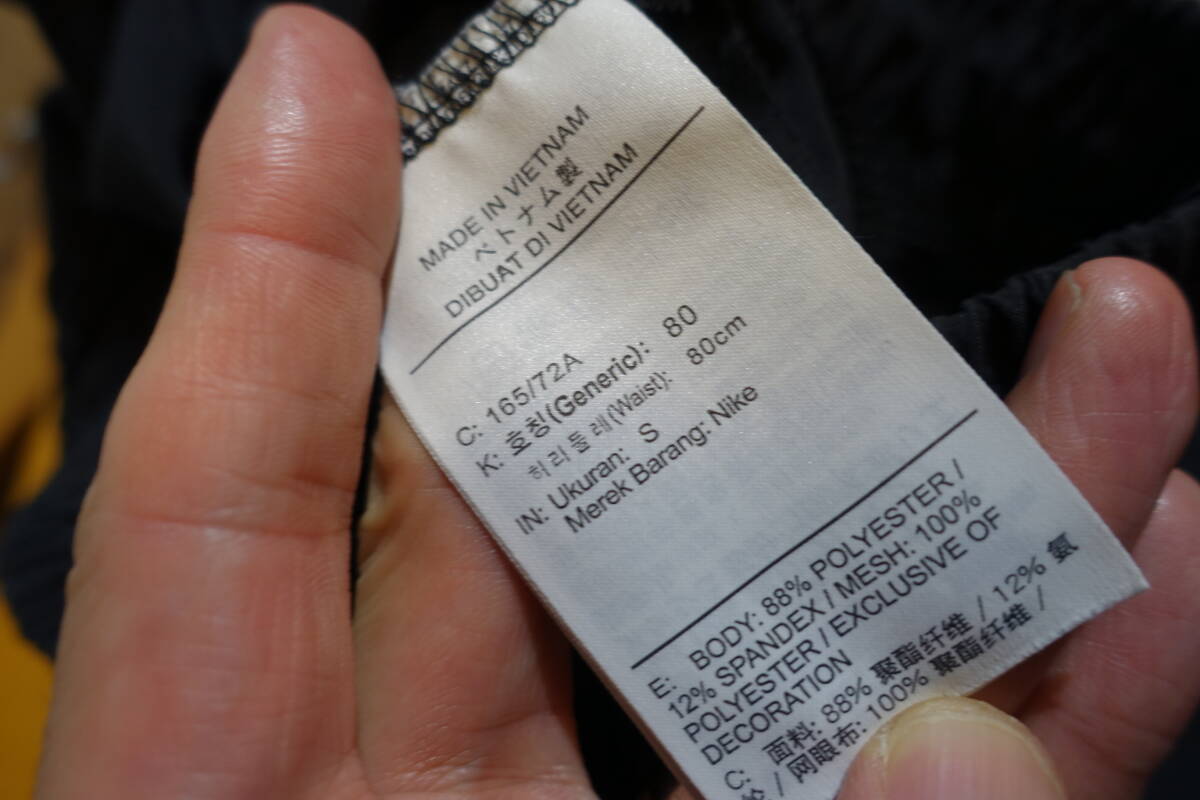 MADE IN VIETNAM
ベトナム製
DIBUAT DI VIETNAM
C: 165/72A
K: 호칭(Generic): 80
허리둘레(Waist): 80cm
IN: Ukuran: S
Merek Barang: Nike
E: BODY: 88% POLYESTER /
12% SPANDEX / MESH: 100%
POLYESTER / EXCLUSIVE OF
DECORATION
C: 面料: 88% 聚酯纤维 / 12% 氨
纶 / 网眼布: 100% 聚酯纤维 /